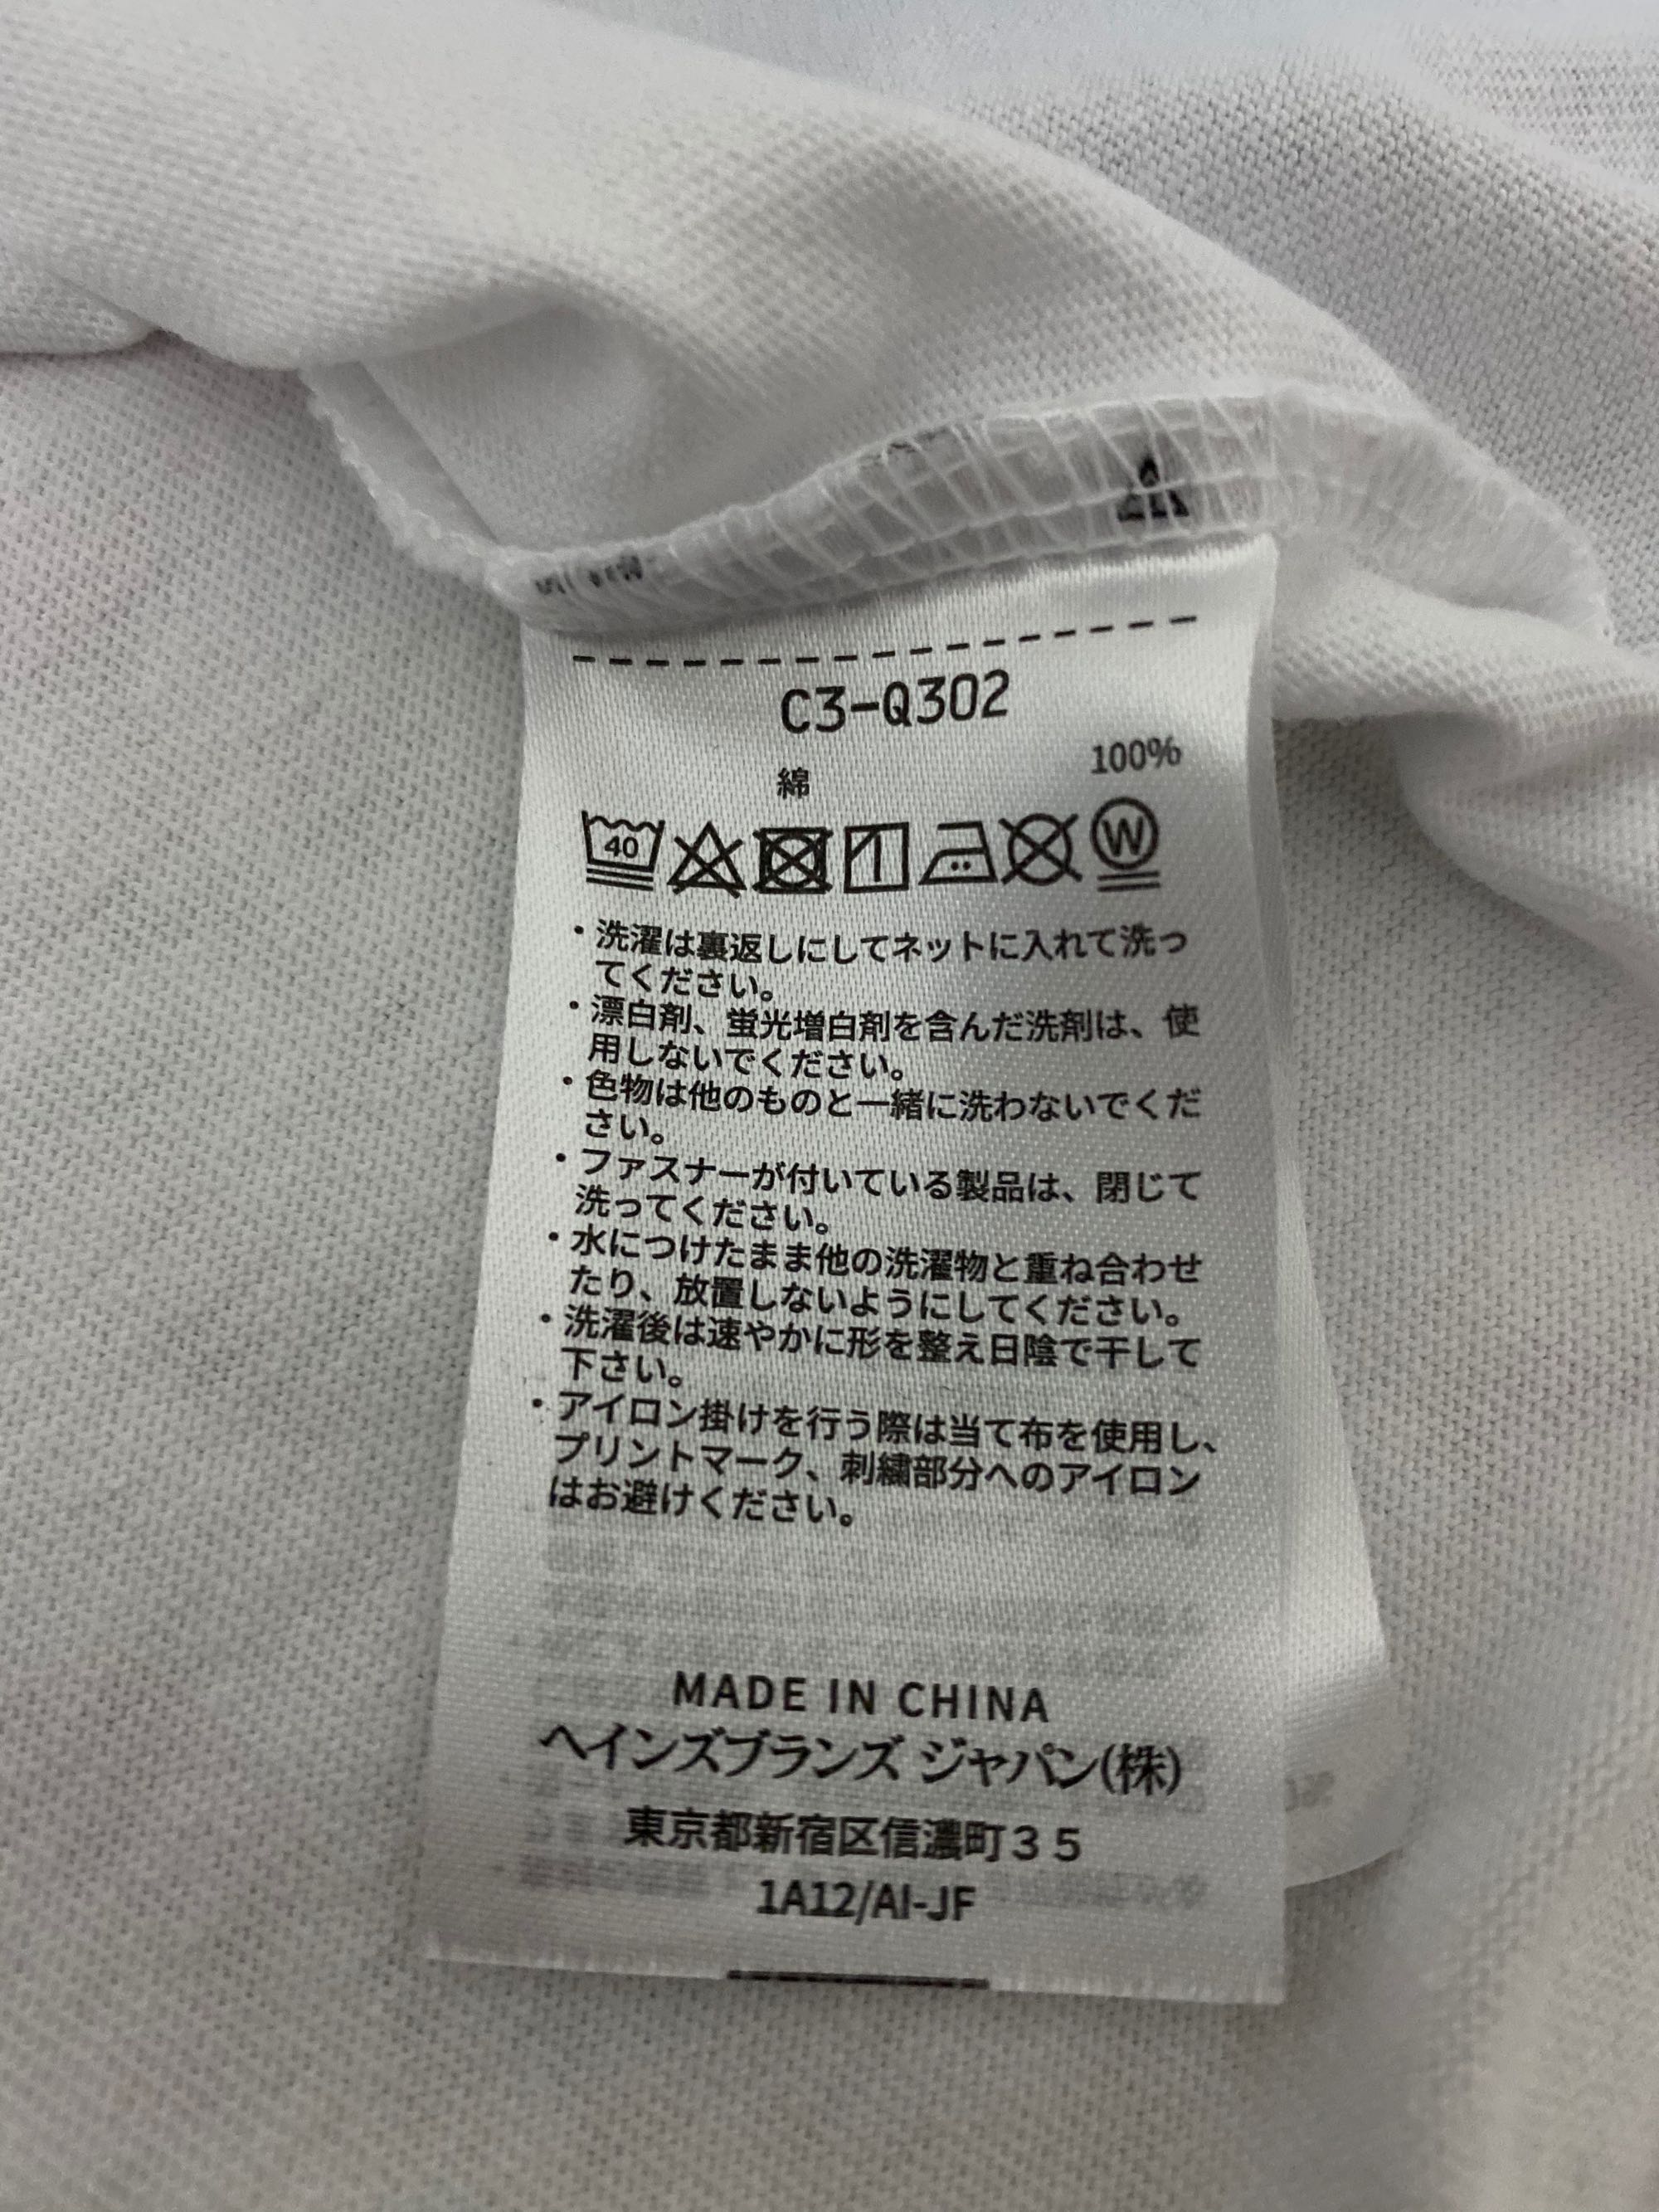 C3-Q302
綿 100%
40
W
・洗濯は裏返しにしてネットに入れて洗っ
てください。
・漂白剤、蛍光増白剤を含んだ洗剤は、使
用しないでください。
・色物は他のものと一緒に洗わないでくだ
さい。
・ファスナーが付いている製品は、閉じて
洗ってください。
・水につけたまま他の洗濯物と重ね合わせ
たり、放置しないようにしてください。
・洗濯後は速やかに形を整え日陰で干して
下さい。
・アイロン掛けを行う際は当て布を使用し、
プリントマーク、刺繍部分へのアイロン
はお避けください。
MADE IN CHINA
ヘインズブランズ ジャパン(株)
東京都新宿区信濃町35
1A12/AI-JF